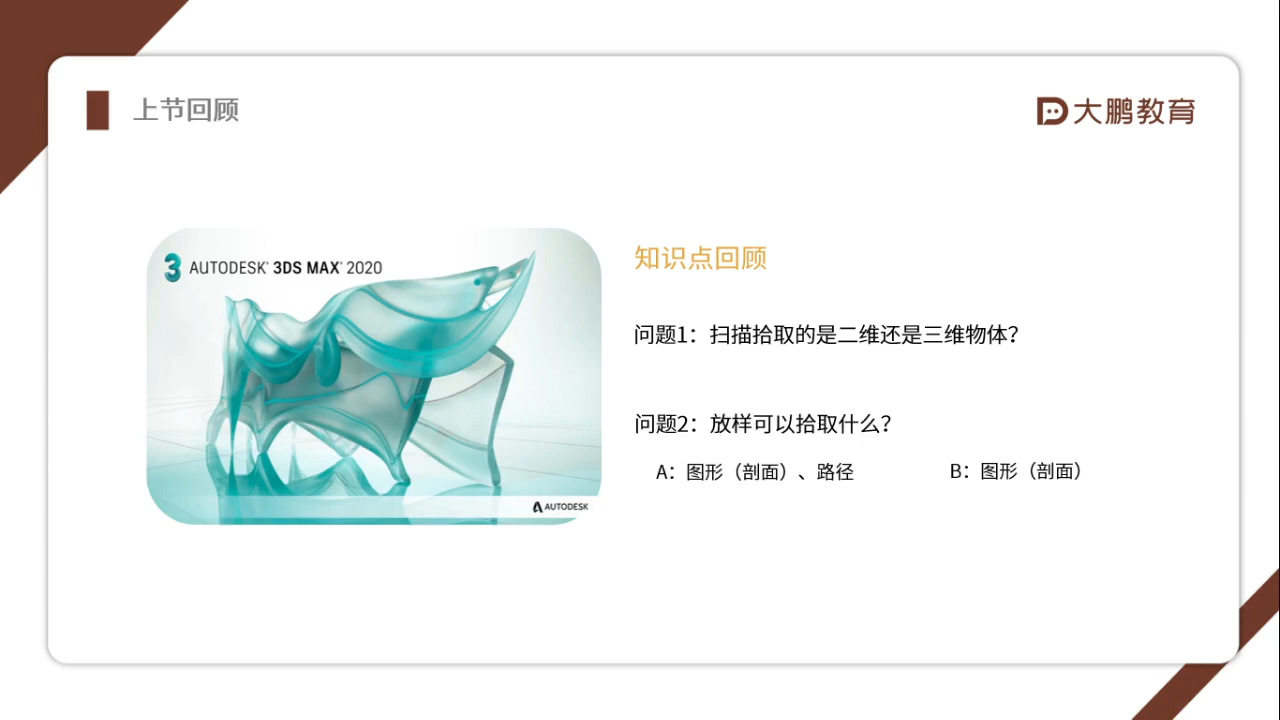 上节回顾
大鹏教育
3 AUTODESK® 3DS MAX® 2020
AUTODESK
知识点回顾
问题1：扫描拾取的是二维还是三维物体？
问题2：放样可以拾取什么？
A：图形（剖面）、路径 B：图形（剖面）